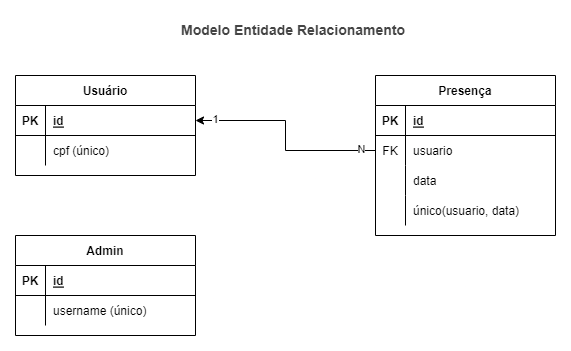 Modelo Entidade Relacionamento
Usuário
PK id
cpf (único)
1
N
Presença
PK id
FK usuario
data
único(usuario, data)
Admin
PK id
username (único)